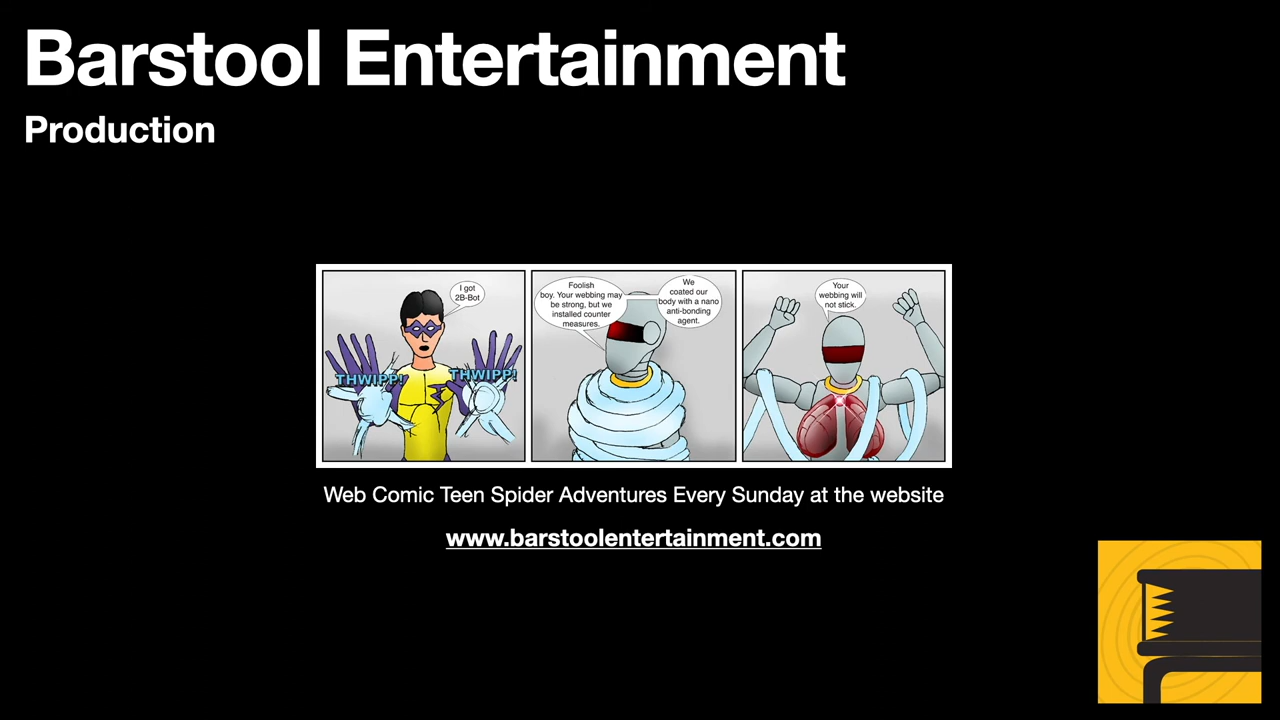 Barstool Entertainment
Production
I got
2B-Bot
THWIPP!
THWIPP!
Foolish
boy. Your webbing may
be strong, but we
installed counter
measures.
We
coated our
body with a nano
anti-bonding
agent.
Your
webbing will
not stick.
Web Comic Teen Spider Adventures Every Sunday at the website
www.barstoolentertainment.com